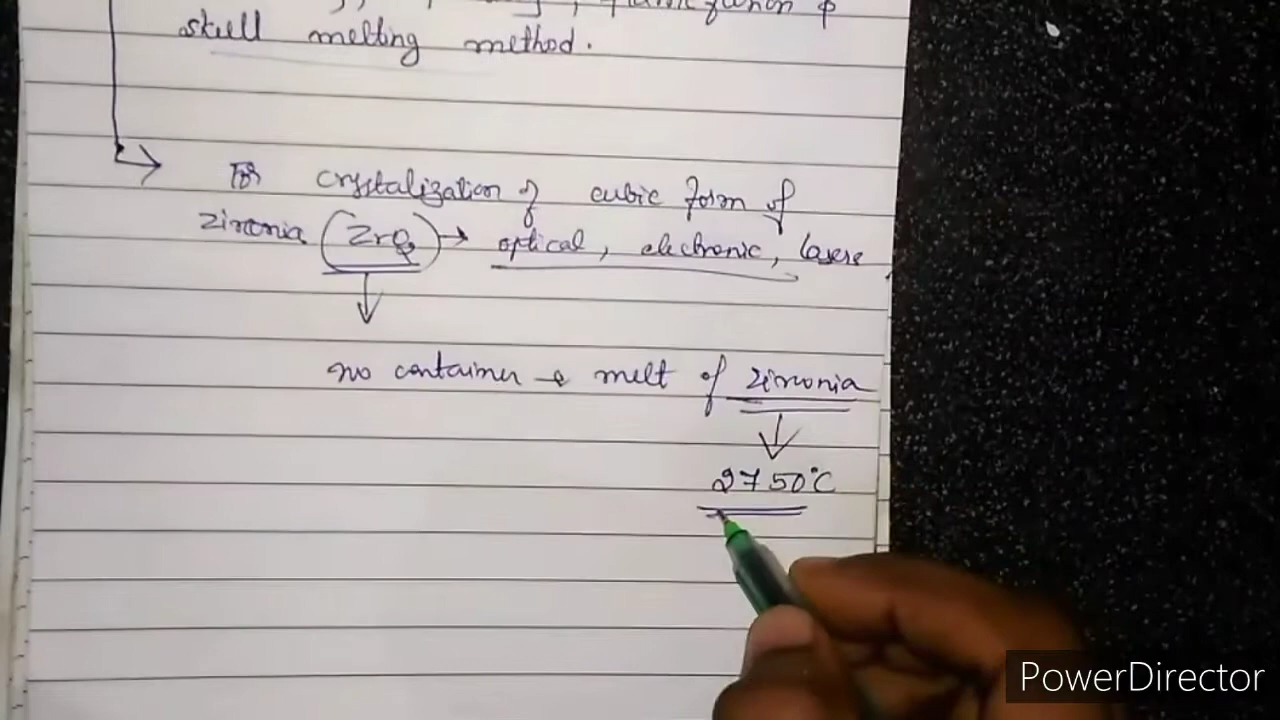 skull melting method.
For crystalization of cubic form of
zirconia (ZrO2) → optical, electronic, lasers,
no container → melt of zirconia
2750°C
PowerDirector